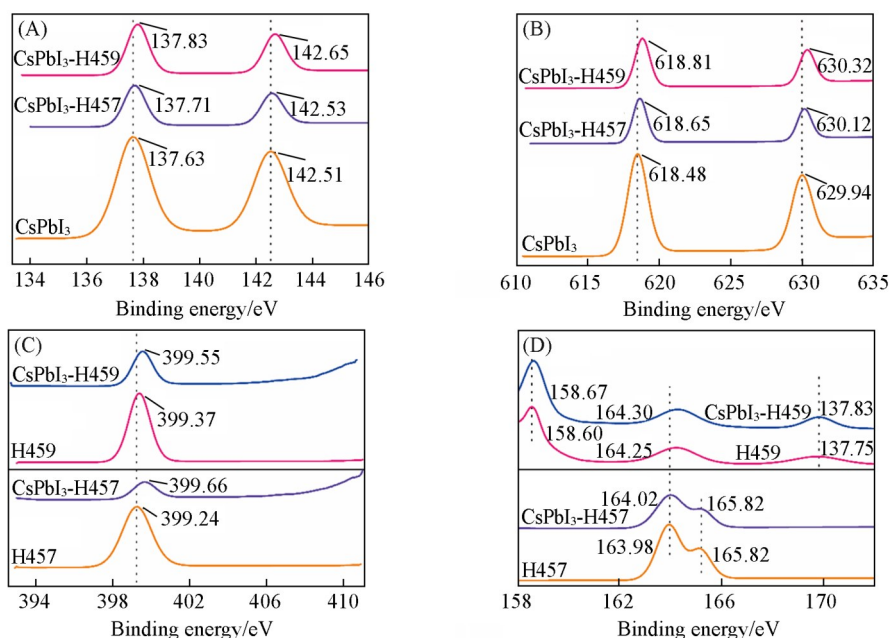 (A)
137.83
142.65
CsPbI₃-H459
CsPbI₃-H457
137.71
142.53
137.63
142.51
CsPbI₃
134 136 138 140 142 144 146
Binding energy/eV
(B)
618.81
630.32
CsPbI₃-H459
CsPbI₃-H457
618.65
630.12
618.48
629.94
CsPbI₃
610 615 620 625 630 635
Binding energy/eV
(C)
399.55
CsPbI₃-H459
399.37
H459
CsPbI₃-H457
399.66
399.24
H457
394 398 402 406 410
Binding energy/eV
(D)
158.67
164.30
CsPbI₃-H459
137.83
158.60
164.25
H459
137.75
164.02
165.82
CsPbI₃-H457
163.98
165.82
H457
158 162 166 170
Binding energy/eV